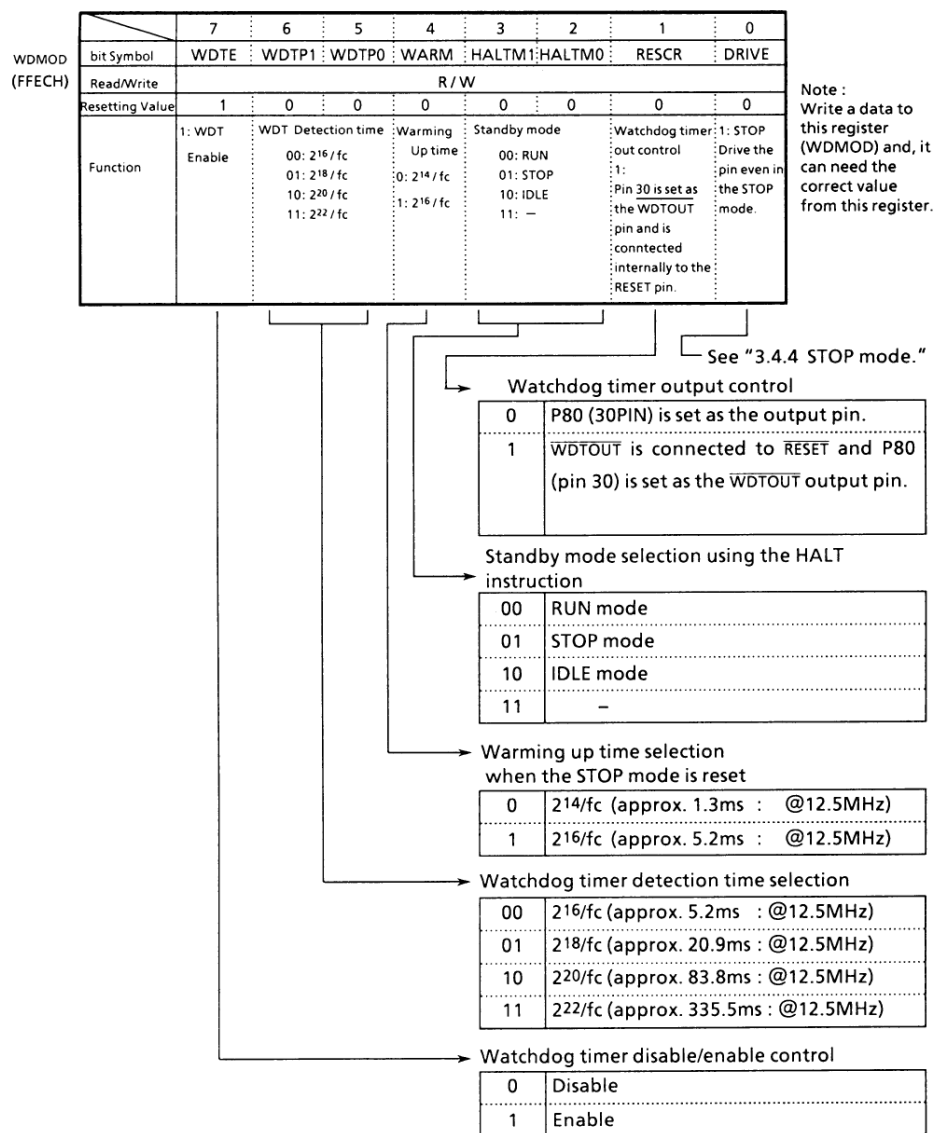 7 6 5 4 3 2 1 0
WDMOD
(FFECH)
bit Symbol WDTE WDTP1 WDTP0 WARM HALTM1 HALTM0 RESCR DRIVE
Read/Write R / W
Resetting Value 1 0 0 0 0 0 0 0
Function
1: WDT
Enable
WDT Detection time
00: 2¹⁶/fc
01: 2¹⁸/fc
10: 2²⁰/fc
11: 2²²/fc
Warming
Up time
0: 2¹⁴/fc
1: 2¹⁶/fc
Standby mode
00: RUN
01: STOP
10: IDLE
11: –
Watchdog timer
out control
1:
Pin 30 is set as
the WDTOUT
pin and is
conntected
internally to the
RESET pin.
1: STOP
Drive the
pin even in
the STOP
mode.
Note :
Write a data to
this register
(WDMOD) and, it
can need the
correct value
from this register.
See "3.4.4 STOP mode."
Watchdog timer output control
0 P80 (30PIN) is set as the output pin.
1 WDTOUT is connected to RESET and P80
(pin 30) is set as the WDTOUT output pin.
Standby mode selection using the HALT
instruction
00 RUN mode
01 STOP mode
10 IDLE mode
11 –
Warming up time selection
when the STOP mode is reset
0 2¹⁴/fc (approx. 1.3ms : @12.5MHz)
1 2¹⁶/fc (approx. 5.2ms : @12.5MHz)
Watchdog timer detection time selection
00 2¹⁶/fc (approx. 5.2ms : @12.5MHz)
01 2¹⁸/fc (approx. 20.9ms : @12.5MHz)
10 2²⁰/fc (approx. 83.8ms : @12.5MHz)
11 2²²/fc (approx. 335.5ms : @12.5MHz)
Watchdog timer disable/enable control
0 Disable
1 Enable